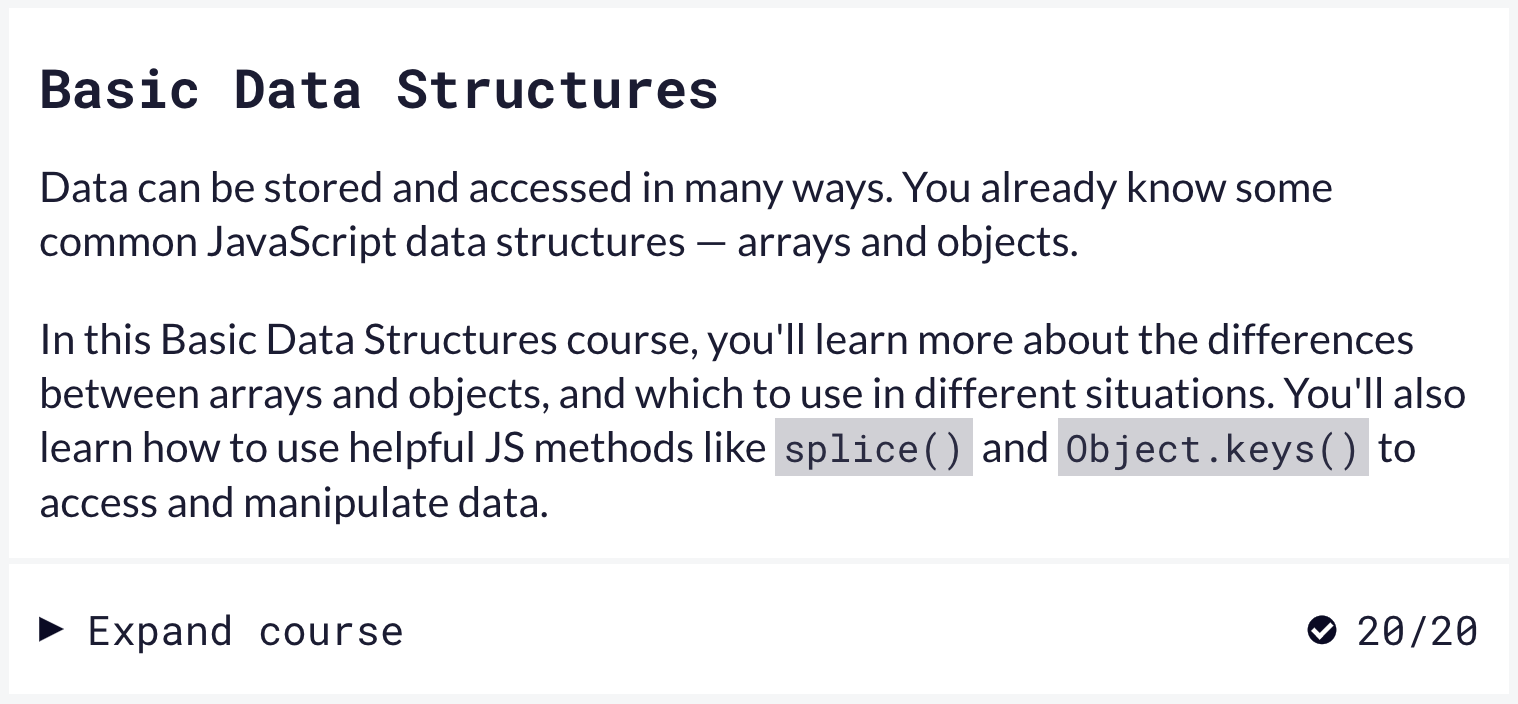 Basic Data Structures
Data can be stored and accessed in many ways. You already know some
common JavaScript data structures — arrays and objects.
In this Basic Data Structures course, you'll learn more about the differences
between arrays and objects, and which to use in different situations. You'll also
learn how to use helpful JS methods like splice() and Object.keys() to
access and manipulate data.
Expand course 20/20